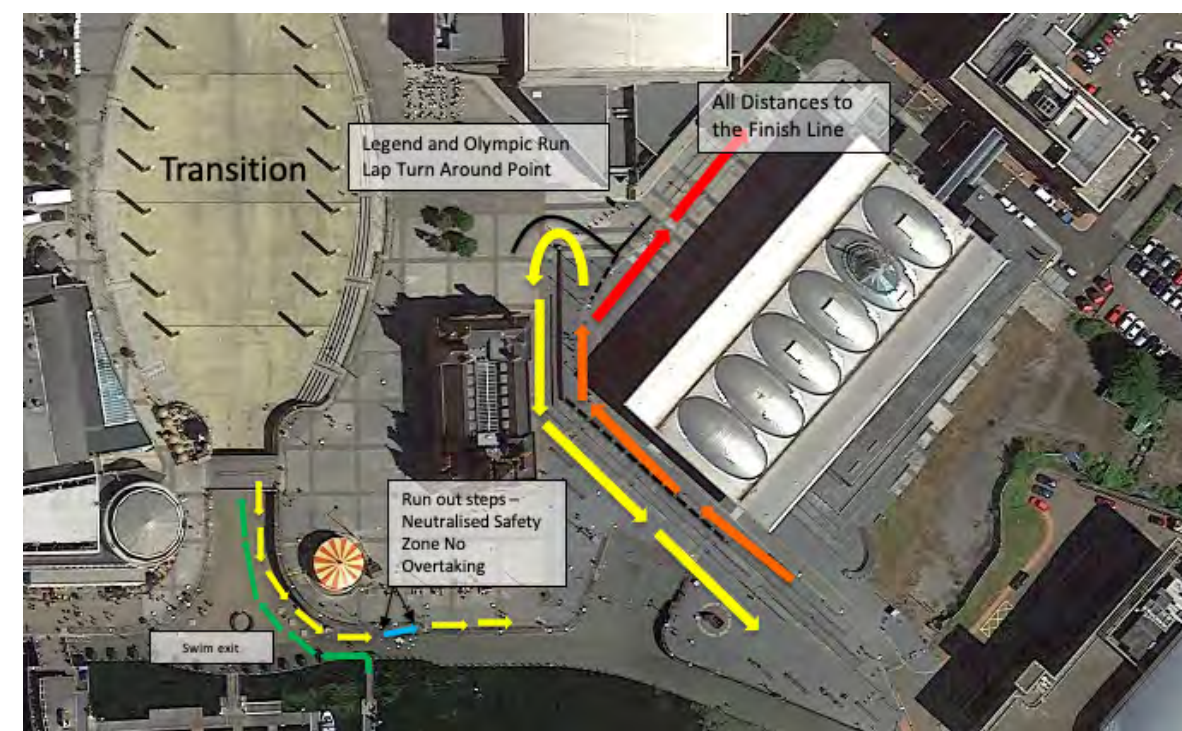 All Distances to
the Finish Line
Legend and Olympic Run
Lap Turn Around Point
Transition
Run out steps –
Neutralised Safety
Zone No
Overtaking
Swim exit